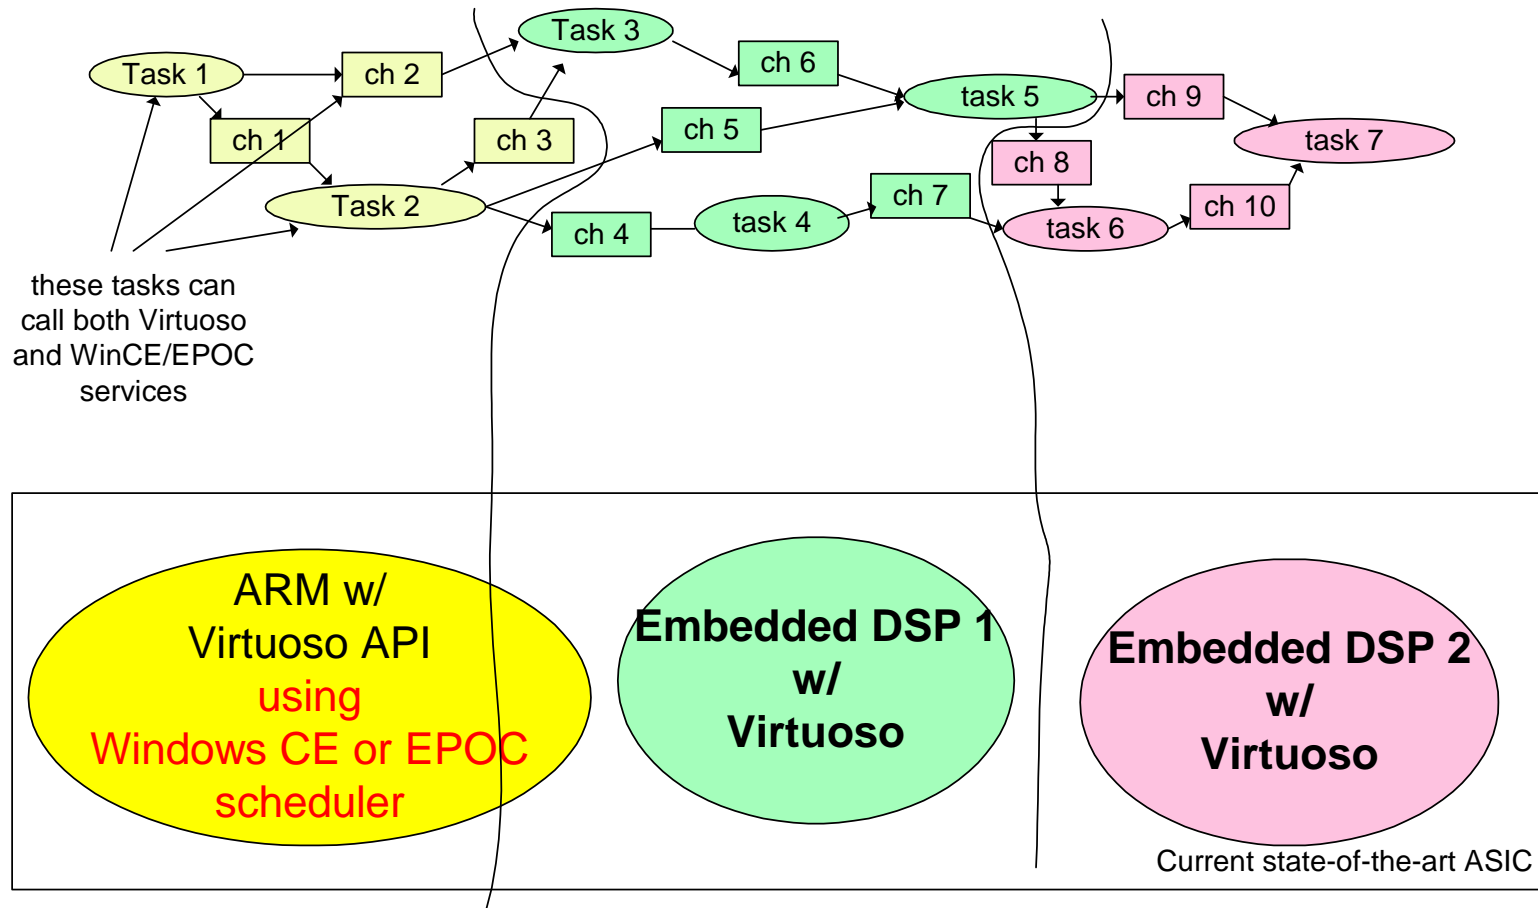 Task 3
ch 6
Task 1
ch 2
task 5
ch 9
ch 1
ch 3
ch 5
task 7
ch 8
Task 2
ch 7
ch 10
ch 4
task 4
task 6
these tasks can
call both Virtuoso
and WinCE/EPOC
services
ARM w/
Virtuoso API
using
Windows CE or EPOC
scheduler
Embedded DSP 1
w/
Virtuoso
Embedded DSP 2
w/
Virtuoso
Current state-of-the-art ASIC